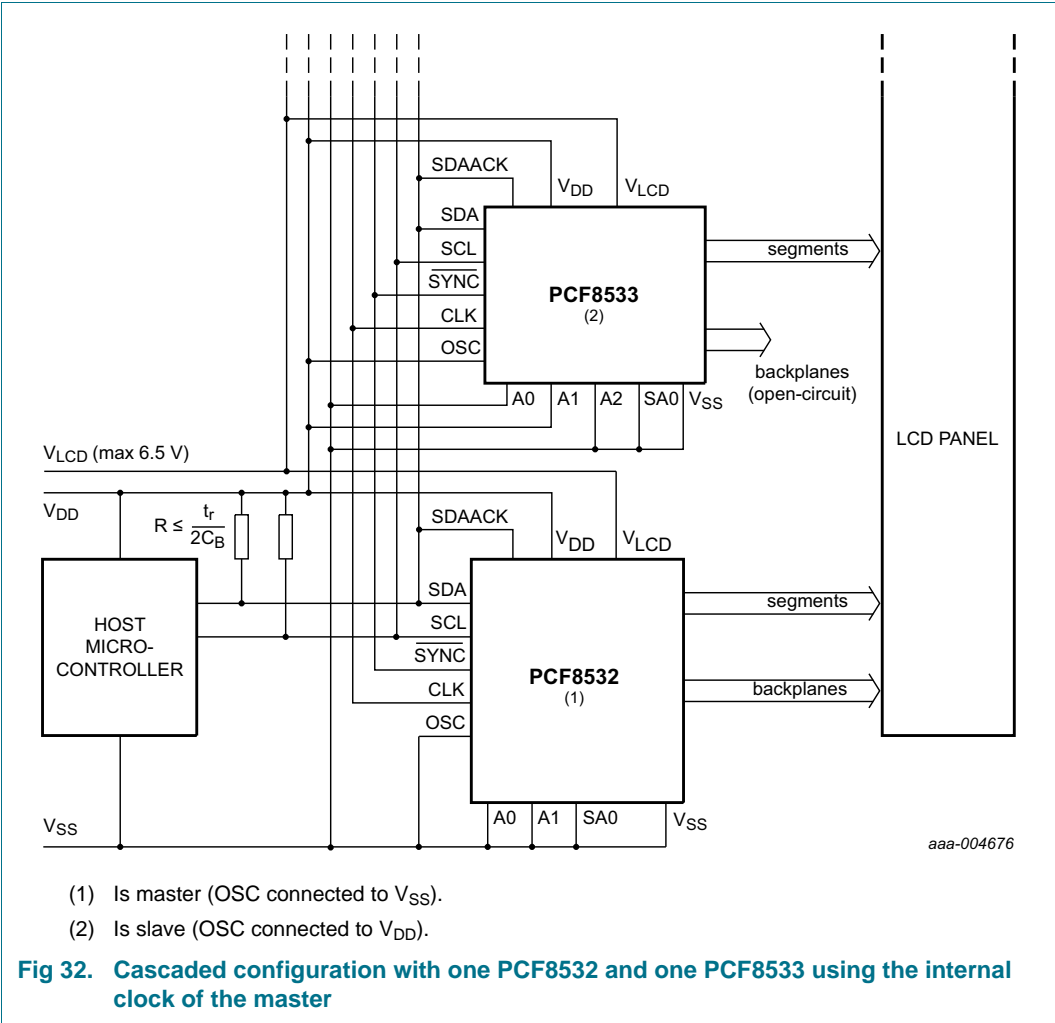 SDAACK
VDD
VLCD
SDA
SCL
SYNC
CLK
OSC
PCF8533
(2)
segments
backplanes
(open-circuit)
A0 A1 A2 SA0 VSS
LCD PANEL
VLCD (max 6.5 V)
VDD
R ≤ tr
2CB
SDAACK
VDD
VLCD
HOST
MICRO-
CONTROLLER
SDA
SCL
SYNC
CLK
OSC
PCF8532
(1)
segments
backplanes
A0 A1 SA0 VSS
VSS
aaa-004676
(1) Is master (OSC connected to VSS).
(2) Is slave (OSC connected to VDD).
Fig 32. Cascaded configuration with one PCF8532 and one PCF8533 using the internal
clock of the master